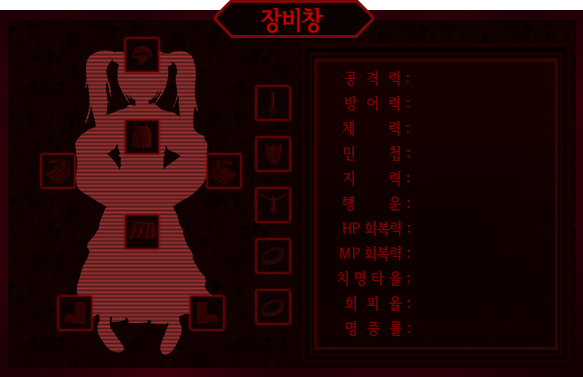 장비창
공 격 력 :
방 어 력 :
체 력 :
민 첩 :
지 력 :
행 운 :
HP 회복력 :
MP 회복력 :
치 명 타 율 :
회 피 율 :
명 중 률 :